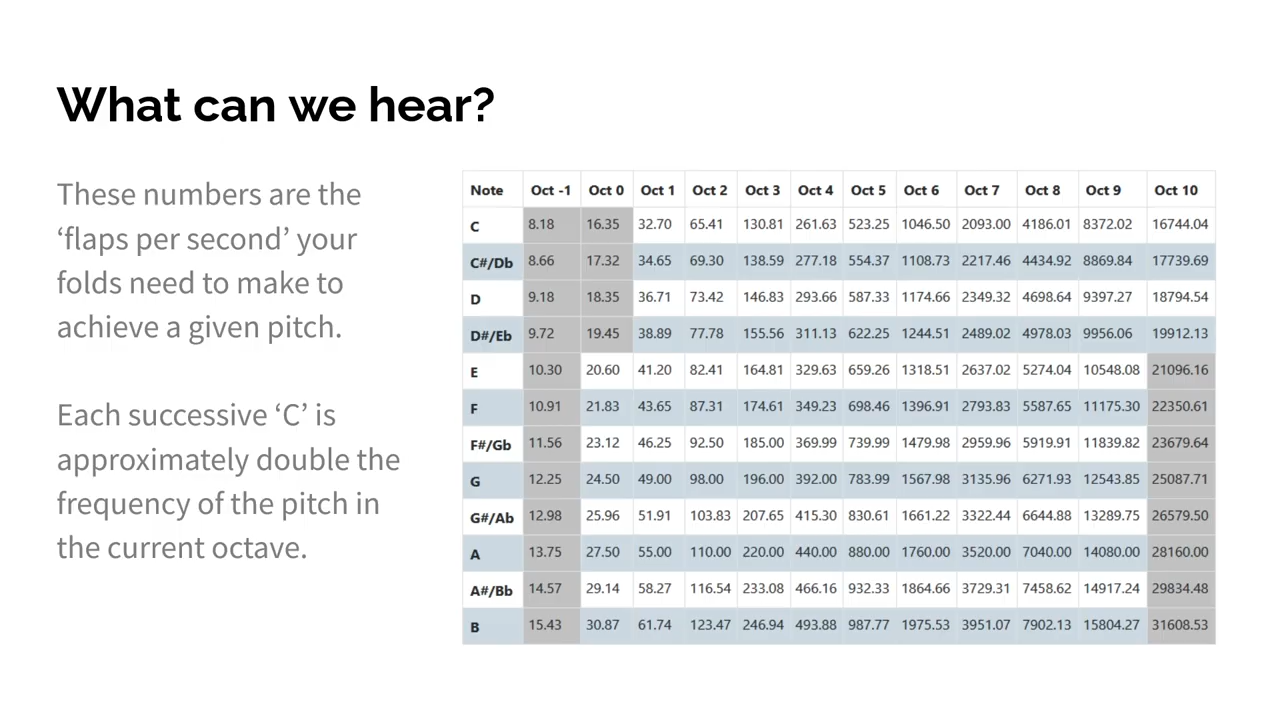 What can we hear?
These numbers are the
‘flaps per second’ your
folds need to make to
achieve a given pitch.
Each successive ‘C’ is
approximately double the
frequency of the pitch in
the current octave.
Note Oct -1 Oct 0 Oct 1 Oct 2 Oct 3 Oct 4 Oct 5 Oct 6 Oct 7 Oct 8 Oct 9 Oct 10
C 8.18 16.35 32.70 65.41 130.81 261.63 523.25 1046.50 2093.00 4186.01 8372.02 16744.04
C#/Db 8.66 17.32 34.65 69.30 138.59 277.18 554.37 1108.73 2217.46 4434.92 8869.84 17739.69
D 9.18 18.35 36.71 73.42 146.83 293.66 587.33 1174.66 2349.32 4698.64 9397.27 18794.54
D#/Eb 9.72 19.45 38.89 77.78 155.56 311.13 622.25 1244.51 2489.02 4978.03 9956.06 19912.13
E 10.30 20.60 41.20 82.41 164.81 329.63 659.26 1318.51 2637.02 5274.04 10548.08 21096.16
F 10.91 21.83 43.65 87.31 174.61 349.23 698.46 1396.91 2793.83 5587.65 11175.30 22350.61
F#/Gb 11.56 23.12 46.25 92.50 185.00 369.99 739.99 1479.98 2959.96 5919.91 11839.82 23679.64
G 12.25 24.50 49.00 98.00 196.00 392.00 783.99 1567.98 3135.96 6271.93 12543.85 25087.71
G#/Ab 12.98 25.96 51.91 103.83 207.65 415.30 830.61 1661.22 3322.44 6644.88 13289.75 26579.50
A 13.75 27.50 55.00 110.00 220.00 440.00 880.00 1760.00 3520.00 7040.00 14080.00 28160.00
A#/Bb 14.57 29.14 58.27 116.54 233.08 466.16 932.33 1864.66 3729.31 7458.62 14917.24 29834.48
B 15.43 30.87 61.74 123.47 246.94 493.88 987.77 1975.53 3951.07 7902.13 15804.27 31608.53